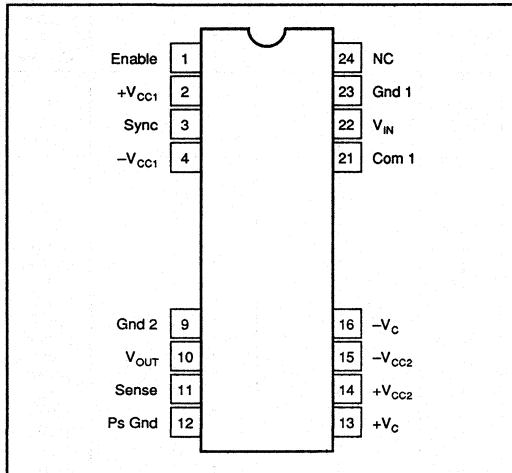 Enable 1 24 NC
+VCC1 2 23 Gnd 1
Sync 3 22 VIN
–VCC1 4 21 Com 1
Gnd 2 9 16 –VC
VOUT 10 15 –VCC2
Sense 11 14 +VCC2
Ps Gnd 12 13 +VC